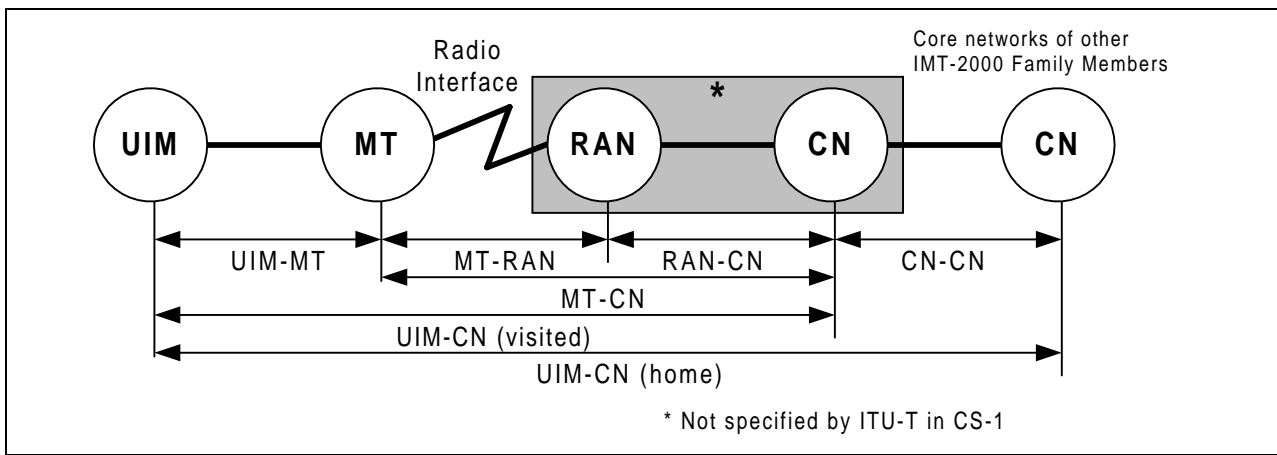 Radio
Interface
Core networks of other
IMT-2000 Family Members
*
UIM
MT
RAN
CN
CN
UIM-MT
MT-RAN
RAN-CN
CN-CN
MT-CN
UIM-CN (visited)
UIM-CN (home)
* Not specified by ITU-T in CS-1